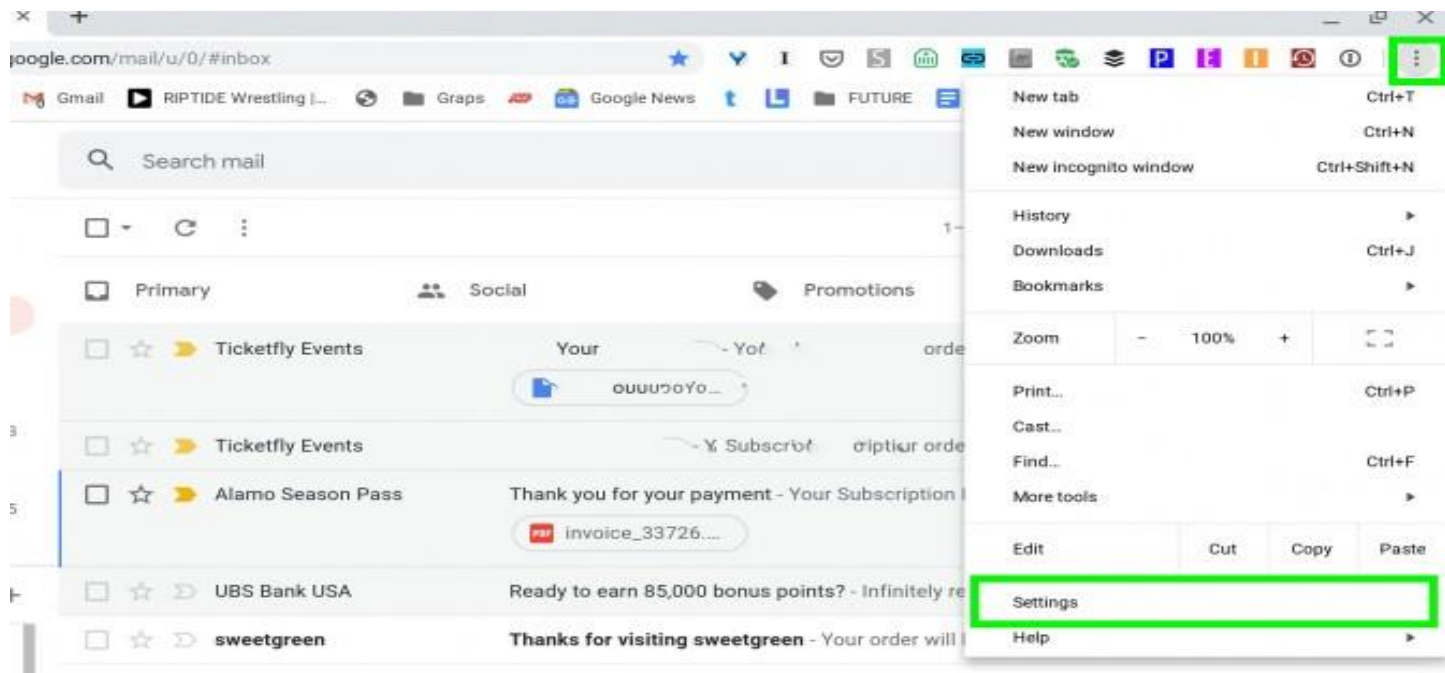 google.com/mail/u/0/#inbox
Gmail RIPTIDE Wrestling |... Graps Google News FUTURE
Search mail
1-
Primary Social Promotions
Ticketfly Events Your - orde
Ticketfly Events - orde
Alamo Season Pass Thank you for your payment - Your Subscription
PDF invoice_33726....
UBS Bank USA Ready to earn 85,000 bonus points? - Infinitely re
sweetgreen Thanks for visiting sweetgreen - Your order will
New tab Ctrl+T
New window Ctrl+N
New incognito window Ctrl+Shift+N
History
Downloads Ctrl+J
Bookmarks
Zoom - 100% +
Print... Ctrl+P
Cast...
Find... Ctrl+F
More tools
Edit Cut Copy Paste
Settings
Help